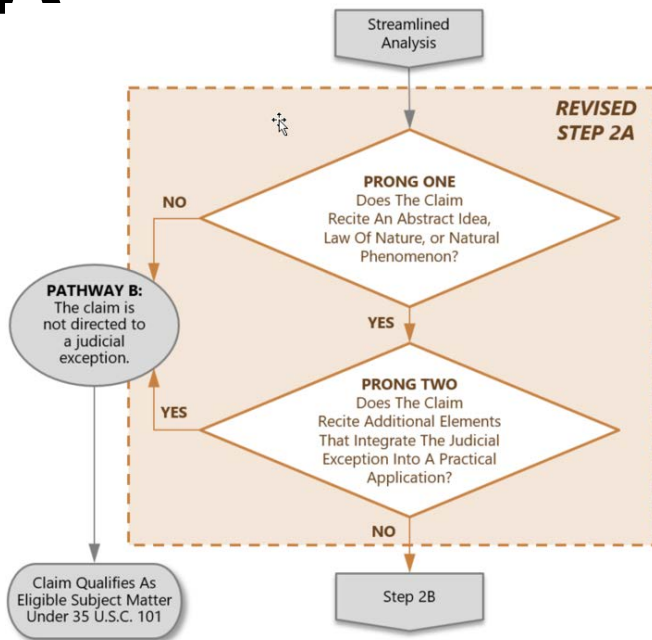 Streamlined
Analysis
REVISED
STEP 2A
PRONG ONE
Does The Claim
Recite An Abstract Idea,
Law Of Nature, or Natural
Phenomenon?
NO
PATHWAY B:
The claim is
not directed to
a judicial
exception.
YES
PRONG TWO
Does The Claim
Recite Additional Elements
That Integrate The Judicial
Exception Into A Practical
Application?
YES
NO
Claim Qualifies As
Eligible Subject Matter
Under 35 U.S.C. 101
Step 2B